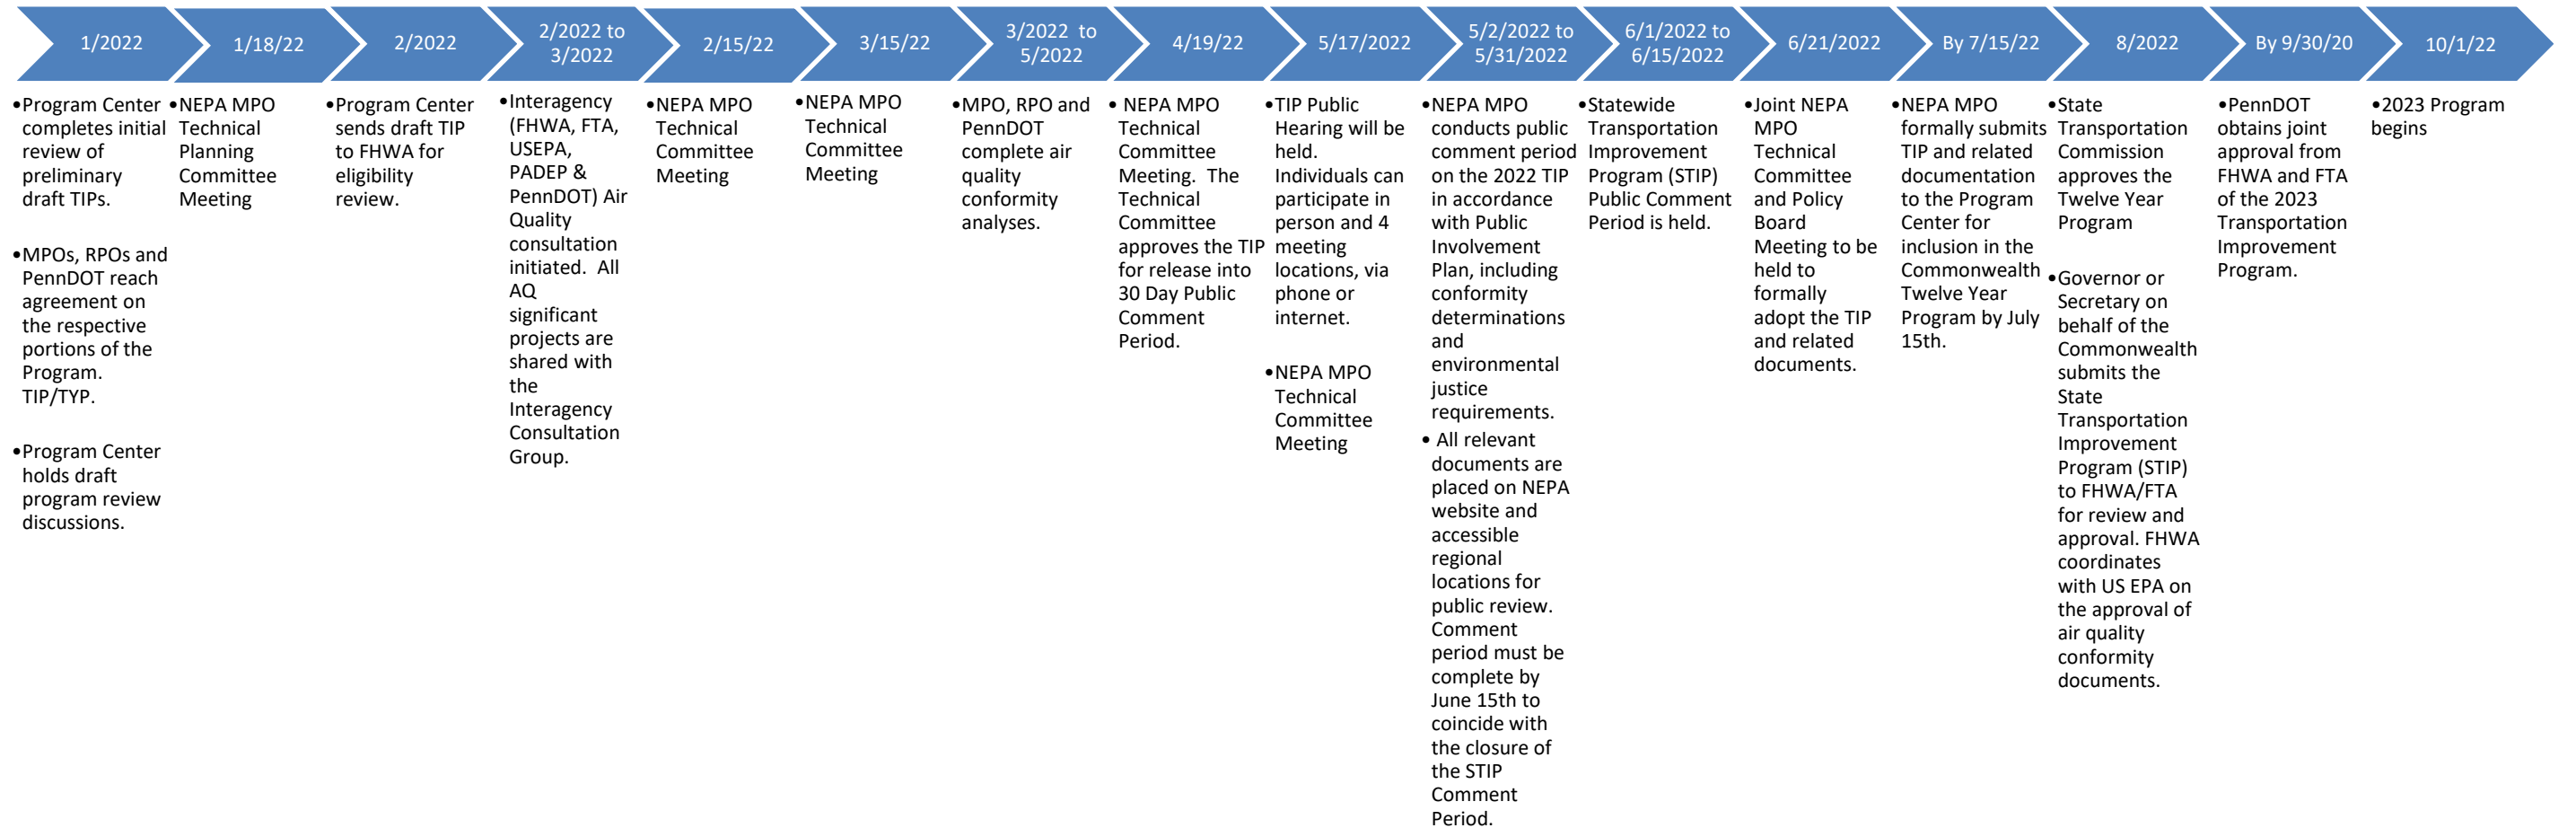 1/2022
•Program Center
completes initial
review of
preliminary
draft TIPs.
•MPOs, RPOs and
PennDOT reach
agreement on
the respective
portions of the
Program.
TIP/TYP.
•Program Center
holds draft
program review
discussions.
1/18/22
•NEPA MPO
Technical
Planning
Committee
Meeting
2/2022
•Program Center
sends draft TIP
to FHWA for
eligibility
review.
2/2022 to
3/2022
•Interagency
(FHWA, FTA,
USEPA,
PADEP &
PennDOT) Air
Quality
consultation
initiated.  All
AQ
significant
projects are
shared with
the
Interagency
Consultation
Group.
2/15/22
•NEPA MPO
Technical
Committee
Meeting
3/15/22
•NEPA MPO
Technical
Committee
Meeting
3/2022  to
5/2022
•MPO, RPO and
PennDOT
complete air
quality
conformity
analyses.
4/19/22
• NEPA MPO
Technical
Committee
Meeting.  The
Technical
Committee
approves the TIP
for release into
30 Day Public
Comment
Period.
5/17/2022
•TIP Public
Hearing will be
held.
Individuals can
participate in
person and 4
meeting
locations, via
phone or
internet.
•NEPA MPO
Technical
Committee
Meeting
5/2/2022 to
5/31/2022
•NEPA MPO
conducts public
comment period
on the 2022 TIP
in accordance
with Public
Involvement
Plan, including
conformity
determinations
and
environmental
justice
requirements.
• All relevant
documents are
placed on NEPA
website and
accessible
regional
locations for
public review.
Comment
period must be
complete by
June 15th to
coincide with
the closure of
the STIP
Comment
Period.
6/1/2022 to
6/15/2022
•Statewide
Transportation
Improvement
Program (STIP)
Public Comment
Period is held.
6/21/2022
•Joint NEPA
MPO
Technical
Committee
and Policy
Board
Meeting to be
held to
formally
adopt the TIP
and related
documents.
By 7/15/22
•NEPA MPO
formally submits
TIP and related
documentation
to the Program
Center for
inclusion in the
Commonwealth
Twelve Year
Program by July
15th.
8/2022
•State
Transportation
Commission
approves the
Twelve Year
Program
•Governor or
Secretary on
behalf of the
Commonwealth
submits the
State
Transportation
Improvement
Program (STIP)
to FHWA/FTA
for review and
approval. FHWA
coordinates
with US EPA on
the approval of
air quality
conformity
documents.
By 9/30/20
•PennDOT
obtains joint
approval from
FHWA and FTA
of the 2023
Transportation
Improvement
Program.
10/1/22
•2023 Program
begins